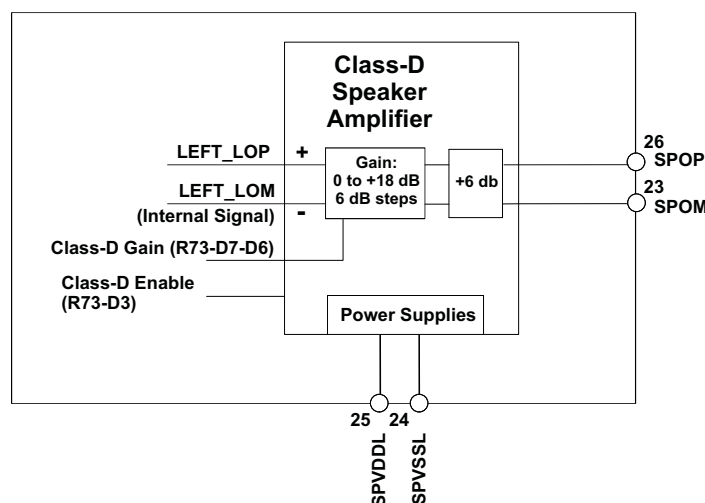 Class-D
Speaker
Amplifier
LEFT_LOP
+
Gain:
0 to +18 dB
6 dB steps
+6 db
26
SPOP
LEFT_LOM
(Internal Signal)
-
23
SPOM
Class-D Gain (R73-D7-D6)
Class-D Enable
(R73-D3)
Power Supplies
25
24
SPVDDL
SPVSSL